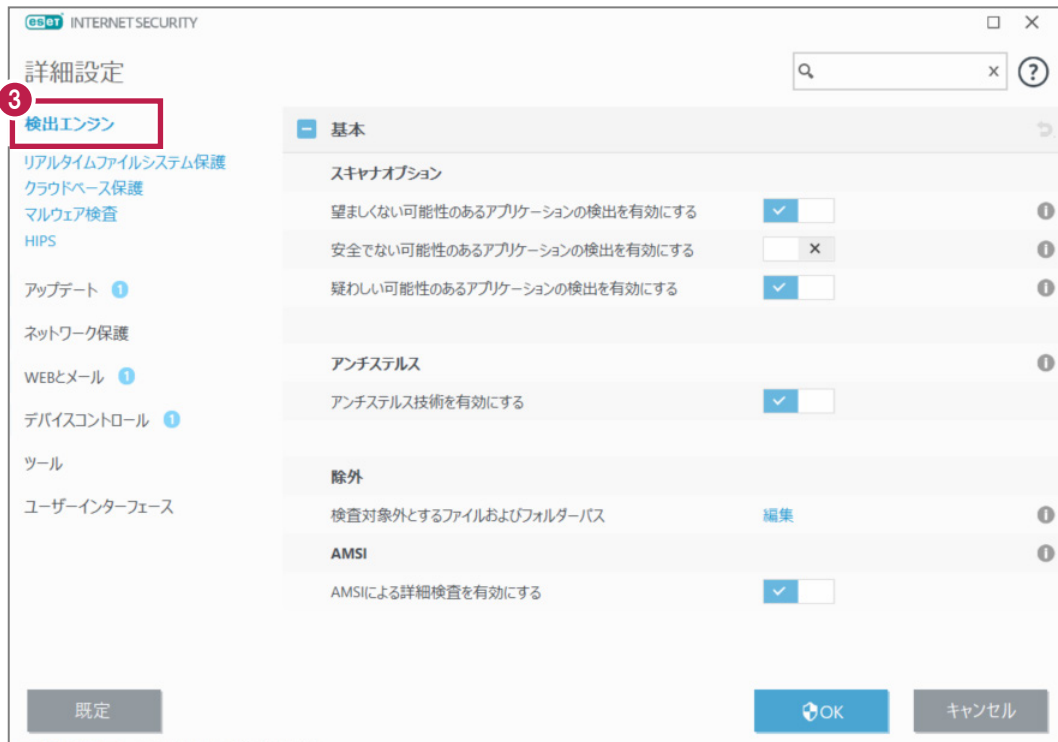 eset INTERNET SECURITY
詳細設定
3
検出エンジン
リアルタイムファイルシステム保護
クラウドベース保護
マルウェア検査
HIPS
アップデート 1
ネットワーク保護
WEBとメール 1
デバイスコントロール 1
ツール
ユーザーインターフェース
基本
スキャナオプション
望ましくない可能性のあるアプリケーションの検出を有効にする
安全でない可能性のあるアプリケーションの検出を有効にする
疑わしい可能性のあるアプリケーションの検出を有効にする
アンチステルス
アンチステルス技術を有効にする
除外
検査対象外とするファイルおよびフォルダーパス 編集
AMSI
AMSIによる詳細検査を有効にする
既定
OK
キャンセル